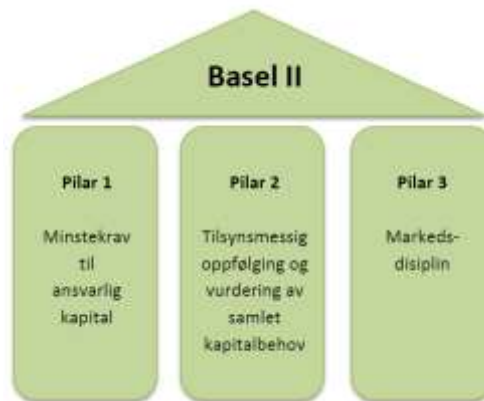 Basel II
Pilar 1
Minstekrav
til
ansvarlig
kapital
Pilar 2
Tilsynsmessig
oppfølging og
vurdering av
samlet
kapitalbehov
Pilar 3
Markeds-
disiplin